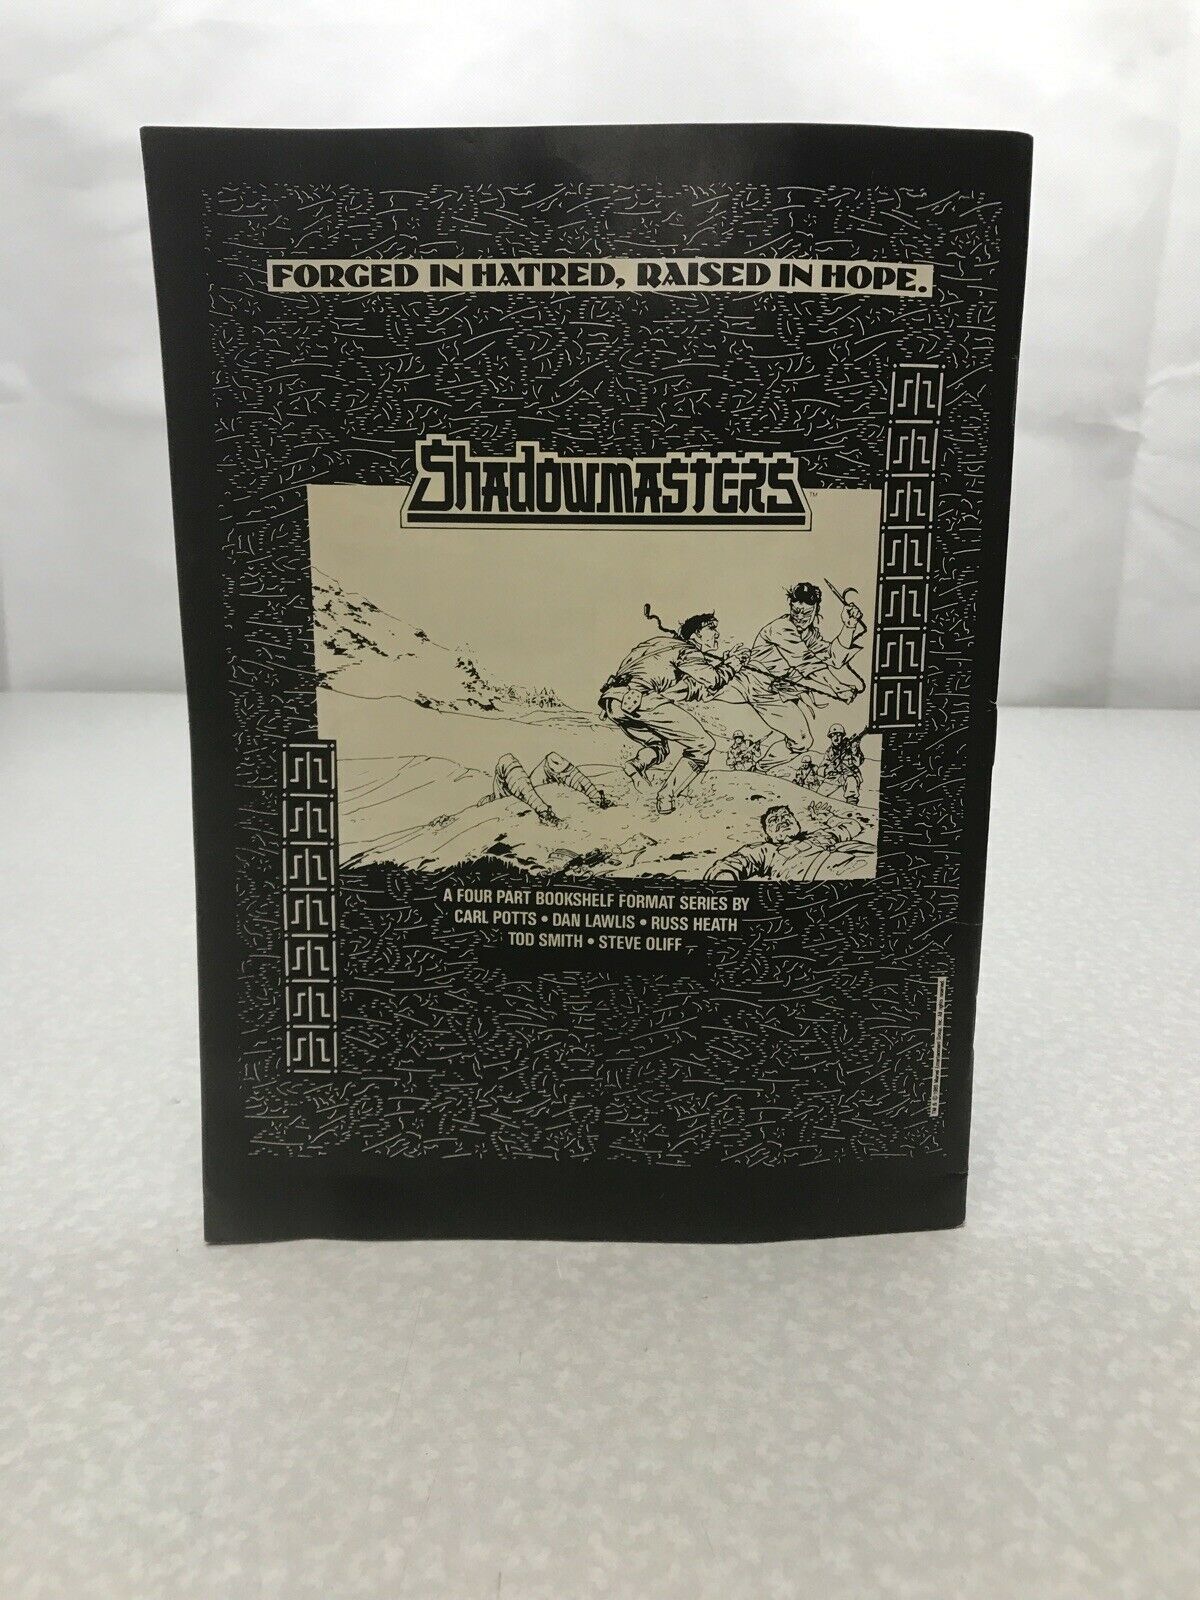 FORGED IN HATRED, RAISED IN HOPE.
Shadowmasters™
A FOUR PART BOOKSHELF FORMAT SERIES BY
CARL POTTS • DAN LAWLIS • RUSS HEATH
TOD SMITH • STEVE OLIFF